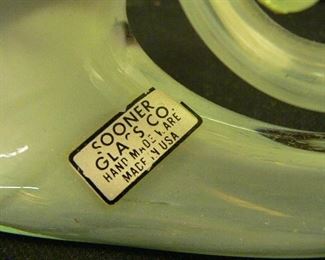 SOONER
GLASS CO.
HAND MADE WARE
MADE IN USA